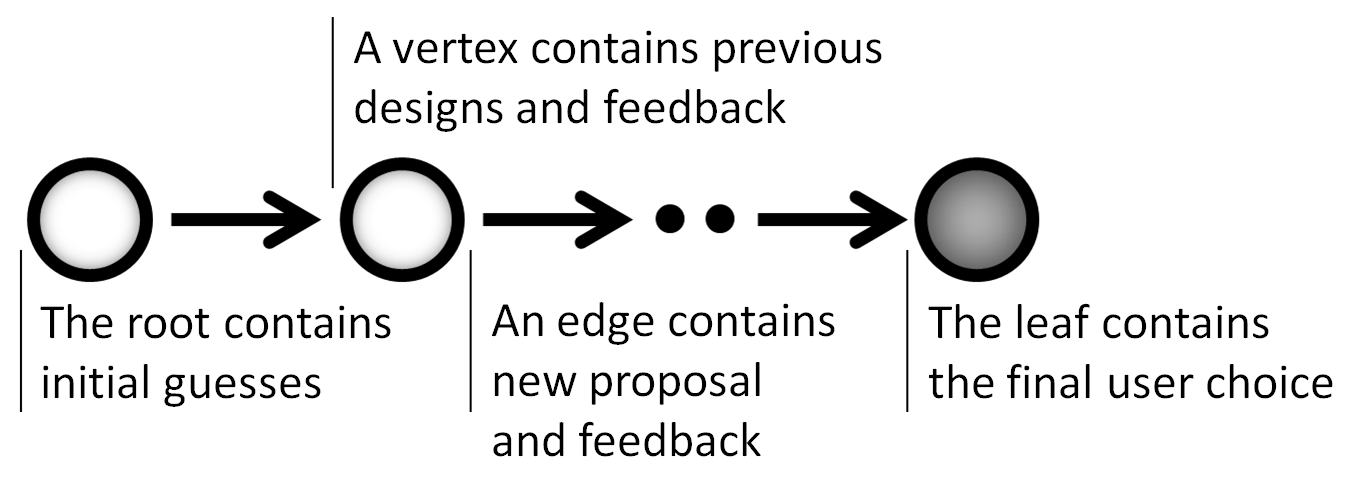 A vertex contains previous
designs and feedback
The root contains
initial guesses
An edge contains
new proposal
and feedback
The leaf contains
the final user choice